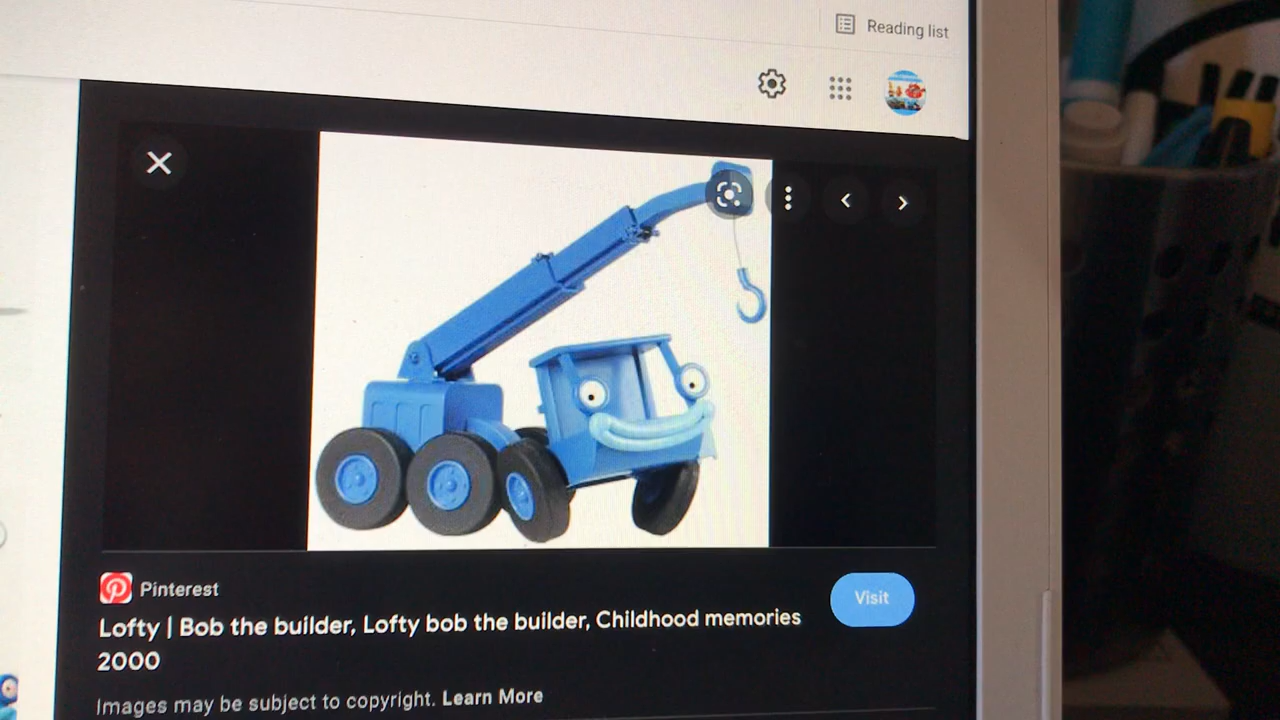 Reading list
Pinterest
Visit
Lofty | Bob the builder, Lofty bob the builder, Childhood memories
2000
Images may be subject to copyright. Learn More